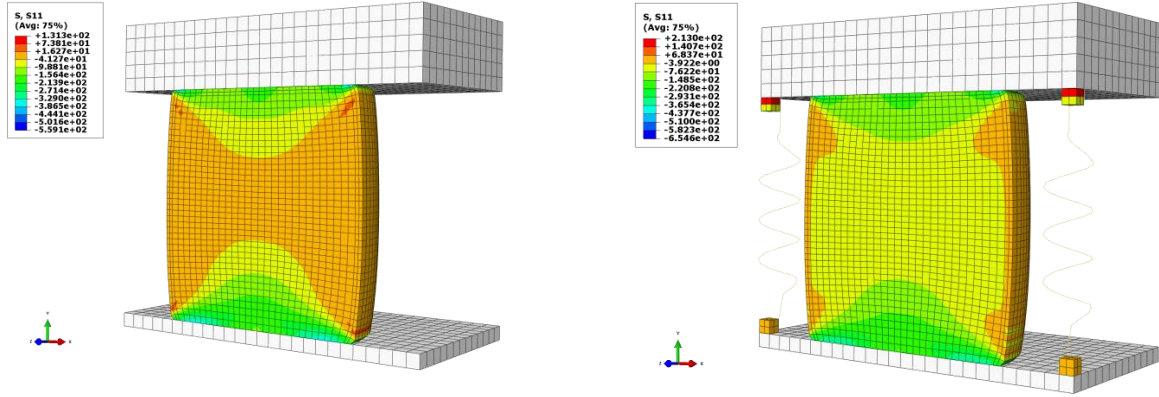 S, S11
(Avg: 75%)
+1.313e+02
+7.381e+01
+1.627e+01
-4.127e+01
-9.881e+01
-1.564e+02
-2.139e+02
-2.714e+02
-3.290e+02
-3.865e+02
-4.441e+02
-5.016e+02
-5.591e+02
Y
Z
X
S, S11
(Avg: 75%)
+2.130e+02
+1.407e+02
+6.837e+01
-3.922e+00
-7.622e+01
-1.485e+02
-2.208e+02
-2.931e+02
-3.654e+02
-4.377e+02
-5.100e+02
-5.823e+02
-6.546e+02
Y
Z
X